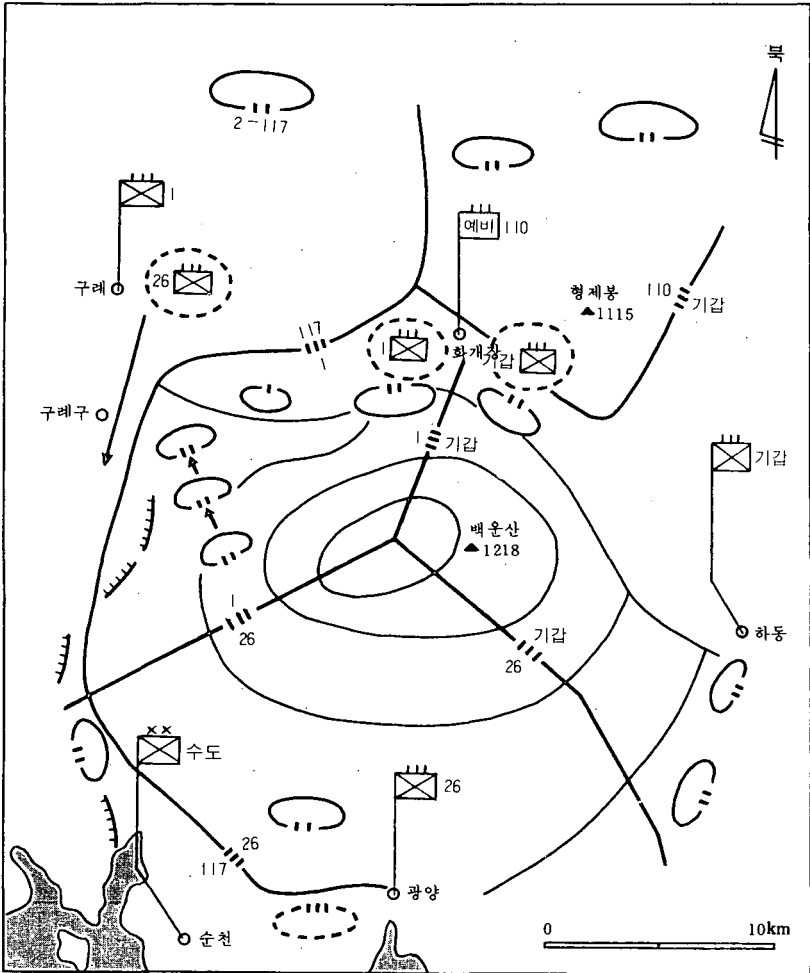 북
2-117
1
예비 110
26
구례
형제봉
▲1115
110
기갑
117
1
1
화개장
기갑
구례구
1
기갑
기갑
백운산
▲1218
1
26
기갑
26
하동
××
수도
26
26
117
광양
순천
0
10km